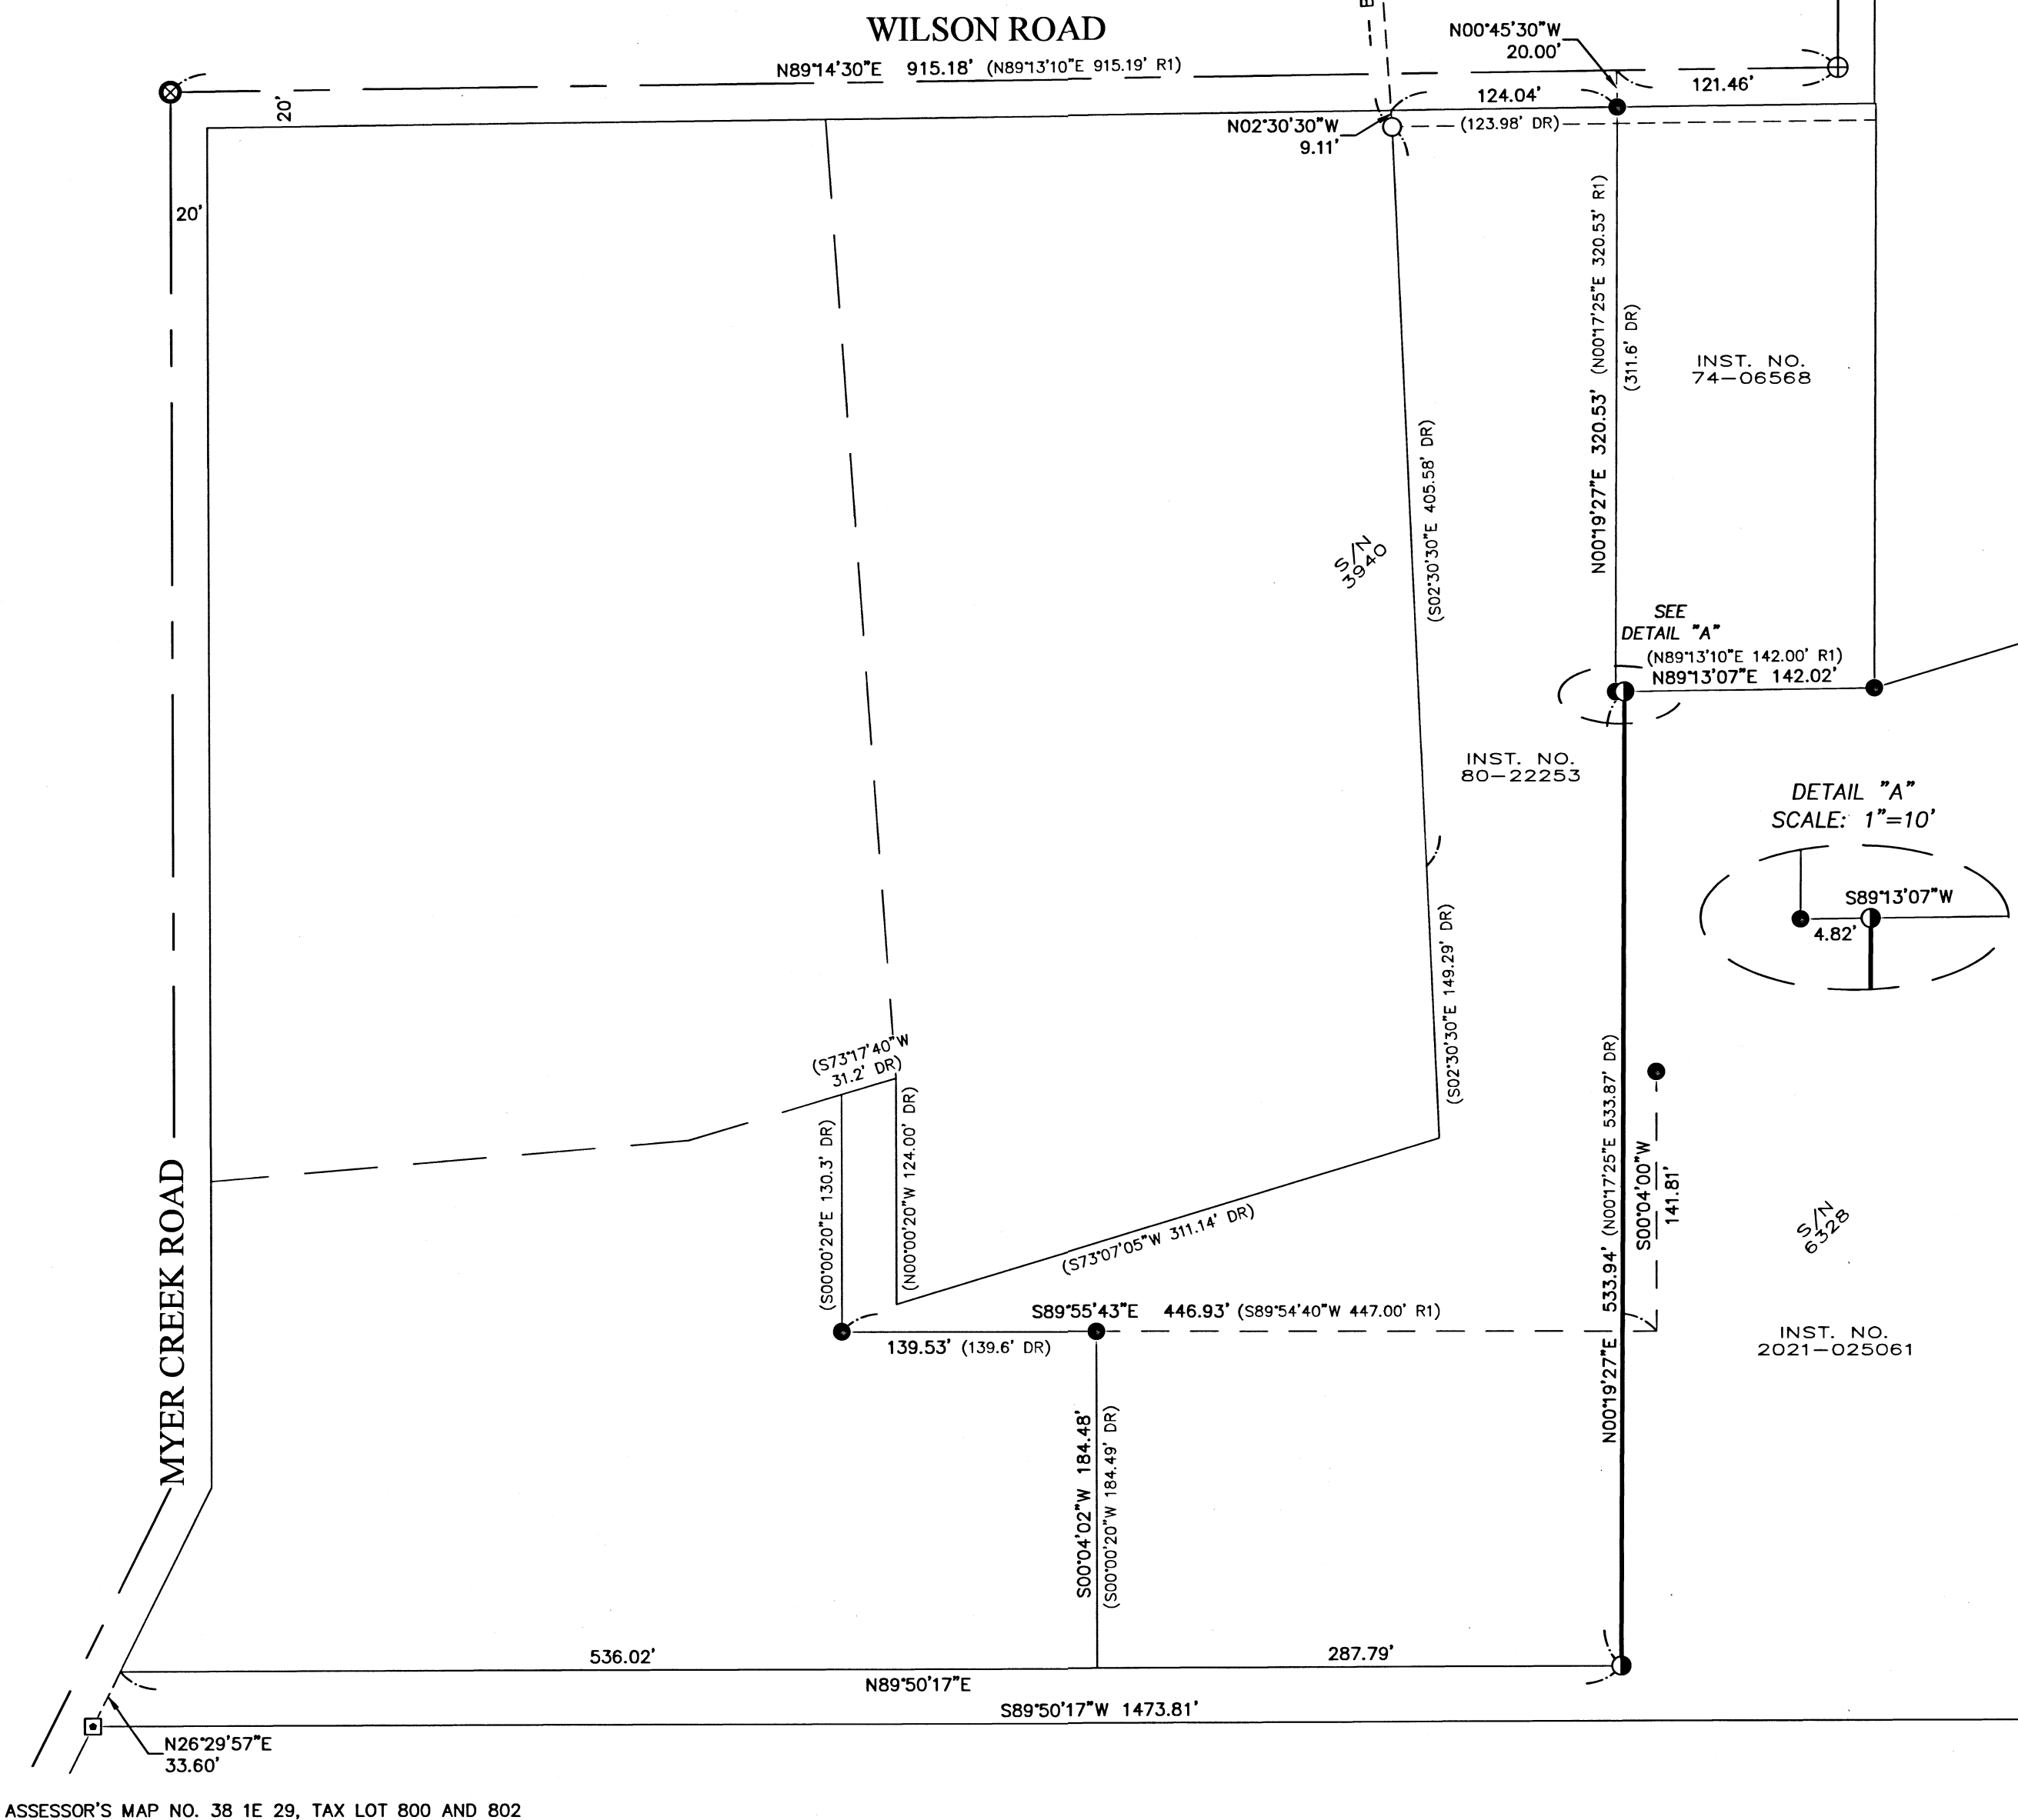 WILSON ROAD
N89°14'30"E 915.18' (N89°13'10"E 915.19' R1)
N00°45'30"W
20.00'
121.46'
124.04'
20'
N02°30'30"W
9.11'
(123.98' DR)
20'
N00°19'27"E 320.53' (N00°17'25"E 320.53' R1)
(311.6' DR)
INST. NO.
74-06568
(S02°30'30"E 405.58' DR)
S/N
3940
SEE
DETAIL "A"
(N89°13'10"E 142.00' R1)
N89°13'07"E 142.02'
INST. NO.
80-22253
DETAIL "A"
SCALE: 1"=10'
S89°13'07"W
4.82'
(S02°30'30"E 149.29' DR)
(S73°17'40"W
31.2' DR)
(S00°00'20"E 130.3' DR)
(N00°00'20"W 124.00' DR)
(S73°07'05"W 311.14' DR)
N00°19'27"E 533.94' (N00°17'25"E 533.87' DR)
S00°04'00"W
141.81'
S/N
6328
MYER CREEK ROAD
S89°55'43"E 446.93' (S89°54'40"W 447.00' R1)
139.53' (139.6' DR)
INST. NO.
2021-025061
S00°04'02"W 184.48'
(S00°00'20"W 184.49' DR)
536.02'
287.79'
N89°50'17"E
S89°50'17"W 1473.81'
N26°29'57"E
33.60'
ASSESSOR'S MAP NO. 38 1E 29, TAX LOT 800 AND 802